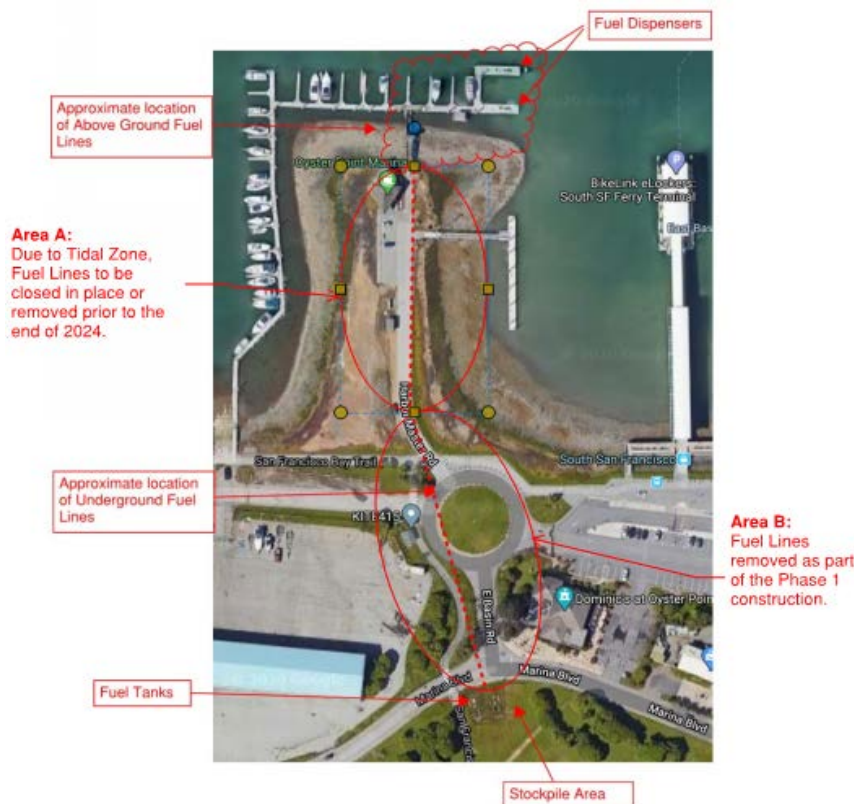 Fuel Dispensers
Approximate location
of Above Ground Fuel
Lines
Oyster Point Marina
BikeLink eLockers:
South SF Ferry Terminal
East Bas
Area A:
Due to Tidal Zone,
Fuel Lines to be
closed in place or
removed prior to the
end of 2024.
Harbor Master Rd
San Francisco Bay Trail
South San Francisco
Approximate location
of Underground Fuel
Lines
KITE415
Area B:
Fuel Lines
removed as part
of the Phase 1
construction.
Dominic's at Oyster Poin
E Basin Rd
Fuel Tanks
Marina Blvd
Marina Blvd
Marina Blvd
Stockpile Area